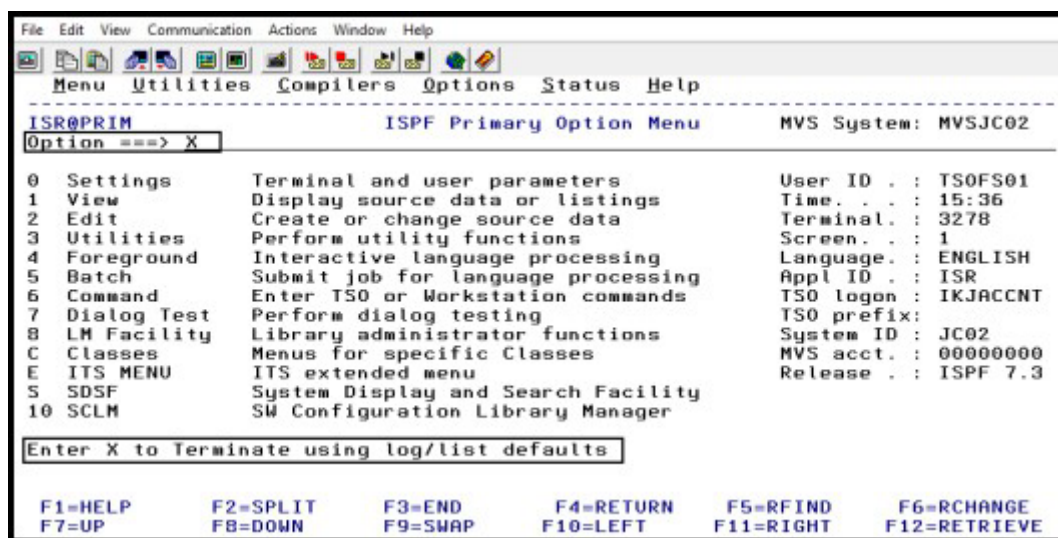 File Edit View Communication Actions Window Help
Menu Utilities Compilers Options Status Help
ISR@PRIM ISPF Primary Option Menu MVS System: MVSJC02
Option ===> X
0 Settings Terminal and user parameters User ID . : TSOFS01
1 View Display source data or listings Time. . . : 15:36
2 Edit Create or change source data Terminal. : 3278
3 Utilities Perform utility functions Screen. . : 1
4 Foreground Interactive language processing Language. : ENGLISH
5 Batch Submit job for language processing Appl ID . : ISR
6 Command Enter TSO or Workstation commands TSO logon : IKJACCNT
7 Dialog Test Perform dialog testing TSO prefix:
8 LM Facility Library administrator functions System ID : JC02
C Classes Menus for specific Classes MVS acct. : 00000000
E ITS MENU ITS extended menu Release . : ISPF 7.3
S SDSF System Display and Search Facility
10 SCLM SW Configuration Library Manager
Enter X to Terminate using log/list defaults
F1=HELP F2=SPLIT F3=END F4=RETURN F5=RFIND F6=RCHANGE
F7=UP F8=DOWN F9=SWAP F10=LEFT F11=RIGHT F12=RETRIEVE